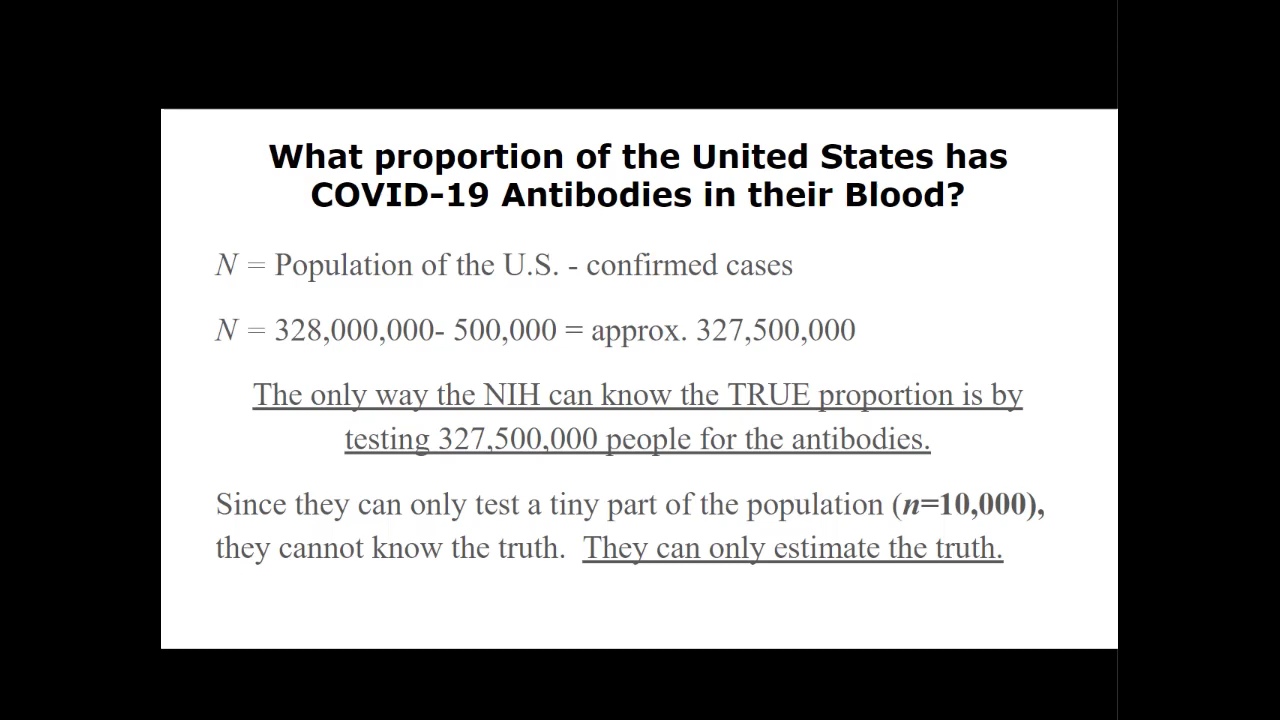 What proportion of the United States has
COVID-19 Antibodies in their Blood?
N = Population of the U.S. - confirmed cases
N = 328,000,000- 500,000 = approx. 327,500,000
The only way the NIH can know the TRUE proportion is by
testing 327,500,000 people for the antibodies.
Since they can only test a tiny part of the population (n=10,000),
they cannot know the truth.  They can only estimate the truth.